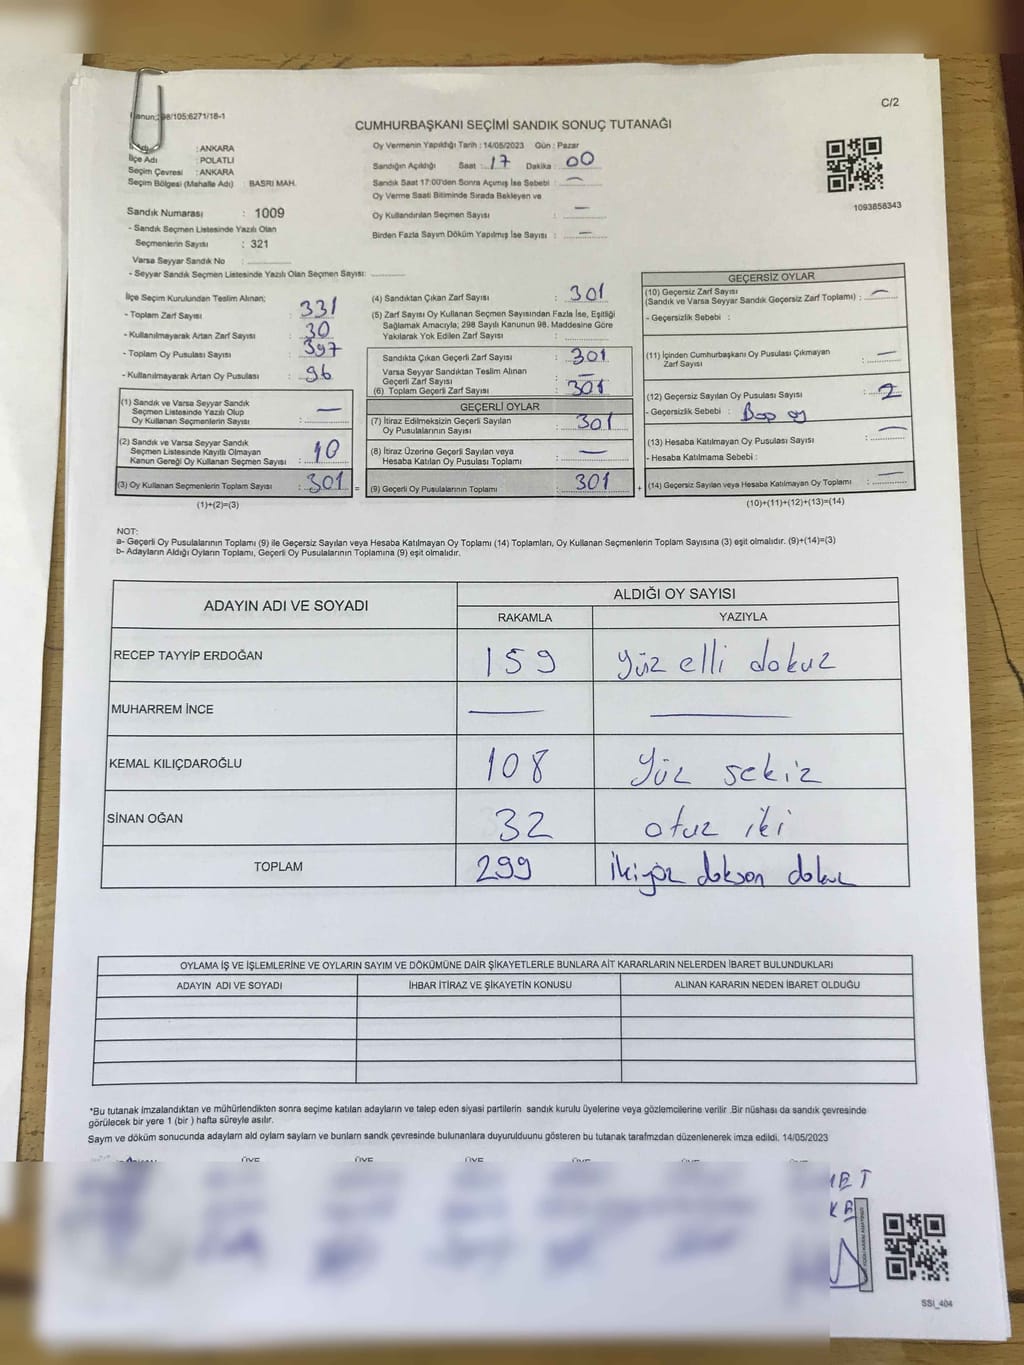 C/2
98/105:6271/18-1
CUMHURBAŞKANI SEÇİMİ SANDIK SONUÇ TUTANAĞI
Adı : ANKARA
İlçe Adı : POLATLI
Seçim Çevresi : ANKARA
Seçim Bölgesi (Mahalle Adı) BASRI MAH.
Sandık Numarası : 1009
- Sandık Seçmen Listesinde Yazılı Olan
Seçmenlerin Sayısı : 321
Varsa Seyyar Sandık No :
- Seyyar Sandık Seçmen Listesinde Yazılı Olan Seçmen Sayısı:
Oy Vermenin Yapıldığı Tarih : 14/05/2023 Gün : Pazar
Sandığın Açıldığı Saat : 17 Dakika : 00
Sandık Saat 17:00'den Sonra Açımış İse Sebebi : —
Oy Verme Saati Bitiminde Sırada Bekleyen ve
Oy Kullandırılan Seçmen Sayısı : —
Birden Fazla Sayım Döküm Yapılmış İse Sayısı : —
1093858343
İlçe Seçim Kurulundan Teslim Alınan;
- Toplam Zarf Sayısı : 331
- Kullanılmayarak Artan Zarf Sayısı : 30
- Toplam Oy Pusulası Sayısı : 397
- Kullanılmayarak Artan Oy Pusulası : 96
(1) Sandık ve Varsa Seyyar Sandık
Seçmen Listesinde Yazılı Olup
Oy Kullanan Seçmenlerin Sayısı : —
(2) Sandık ve Varsa Seyyar Sandık
Seçmen Listesinde Kayıtlı Olmayan
Kanun Gereği Oy Kullanan Seçmen Sayısı : 10
(3) Oy Kullanan Seçmenlerin Toplam Sayısı : 301 =
(1)+(2)=(3)
(4) Sandıktan Çıkan Zarf Sayısı : 301
(5) Zarf Sayısı Oy Kullanan Seçmen Sayısından Fazla İse, Eşitliği
Sağlamak Amacıyla; 298 Sayılı Kanunun 98. Maddesine Göre
Yakılarak Yok Edilen Zarf Sayısı :
Sandıkta Çıkan Geçerli Zarf Sayısı : 301
Varsa Seyyar Sandıktan Teslim Alınan
Geçerli Zarf Sayısı : —
(6) Toplam Geçerli Zarf Sayısı : 301
GEÇERLİ OYLAR
(7) İtiraz Edilmeksizin Geçerli Sayılan
Oy Pusulalarının Sayısı : 301
(8) İtiraz Üzerine Geçerli Sayılan veya
Hesaba Katılan Oy Pusulası Toplamı : —
(9) Geçerli Oy Pusulalarının Toplamı : 301 +
GEÇERSİZ OYLAR
(10) Geçersiz Zarf Sayısı
(Sandık ve Varsa Seyyar Sandık Geçersiz Zarf Toplamı) : —
- Geçersizlik Sebebi :
(11) İçinden Cumhurbaşkanı Oy Pusulası Çıkmayan
Zarf Sayısı : —
(12) Geçersiz Sayılan Oy Pusulası Sayısı : 2
- Geçersizlik Sebebi : oy
(13) Hesaba Katılmayan Oy Pusulası Sayısı : —
- Hesaba Katılmama Sebebi :
(14) Geçersiz Sayılan veya Hesaba Katılmayan Oy Toplamı : —
(10)+(11)+(12)+(13)=(14)
NOT:
a- Geçerli Oy Pusulalarının Toplamı (9) ile Geçersiz Sayılan veya Hesaba Katılmayan Oy Toplamı (14) Toplamları, Oy Kullanan Seçmenlerin Toplam Sayısına (3) eşit olmalıdır. (9)+(14)=(3)
b- Adayların Aldığı Oyların Toplamı, Geçerli Oy Pusulalarının Toplamına (9) eşit olmalıdır.
ADAYIN ADI VE SOYADI
ALDIĞI OY SAYISI
RAKAMLA YAZIYLA
RECEP TAYYİP ERDOĞAN 159 Yüz elli dokuz
MUHARREM İNCE — —
KEMAL KILIÇDAROĞLU 108 Yüz sekiz
SİNAN OĞAN 32 otuz iki
TOPLAM 299 İkiyüz doksan dokuz
OYLAMA İŞ VE İŞLEMLERİNE VE OYLARIN SAYIM VE DÖKÜMÜNE DAİR ŞİKAYETLERLE BUNLARA AİT KARARLARIN NELERDEN İBARET BULUNDUKLARI
ADAYIN ADI VE SOYADI İHBAR İTİRAZ VE ŞİKAYETİN KONUSU ALINAN KARARIN NEDEN İBARET OLDUĞU
*Bu tutanak İmzalandıktan ve mühürlendikten sonra seçime katılan adayların ve talep eden siyasi partilerin sandık kurulu üyelerine veya gözlemcilerine verilir .Bir nüshası da sandık çevresinde
görülecek bir yere 1 (bir ) hafta süreyle asılır.
Saym ve döküm sonucunda adaylarn ald oylarn saylarn ve bunlarn sandk çevresinde bulunanlara duyurulduunu gösteren bu tutanak tarafmzdan düzenlenerek imza edildi. 14/05/2023
ÜYE ÜYE ÜYE ÜYE ÜYE ÜYE
SSI_404